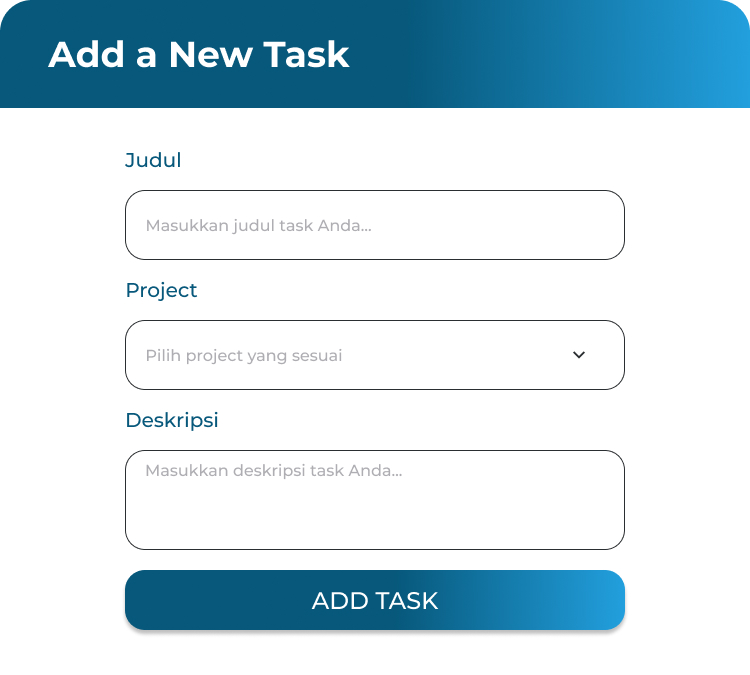 Add a New Task
Judul
Masukkan judul task Anda...
Project
Pilih project yang sesuai
Deskripsi
Masukkan deskripsi task Anda...
ADD TASK